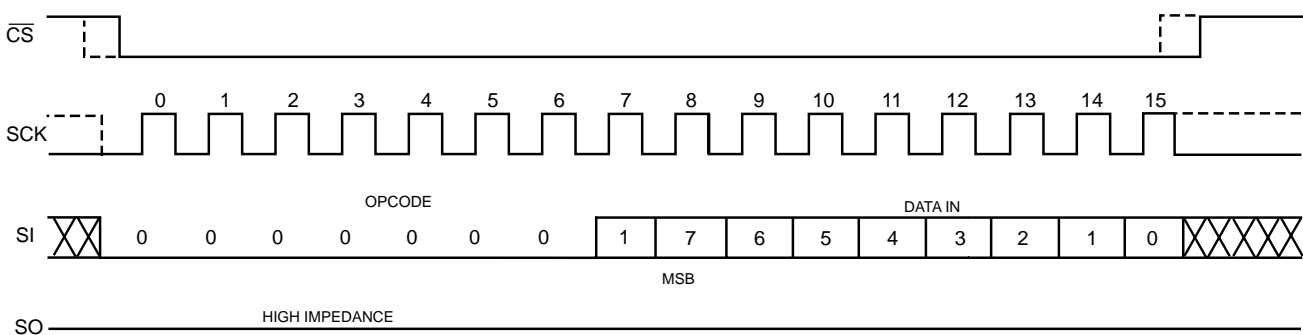 CS
0 1 2 3 4 5 6 7 8 9 10 11 12 13 14 15
SCK
OPCODE DATA IN
SI 0 0 0 0 0 0 0 1 7 6 5 4 3 2 1 0
MSB
HIGH IMPEDANCE
SO